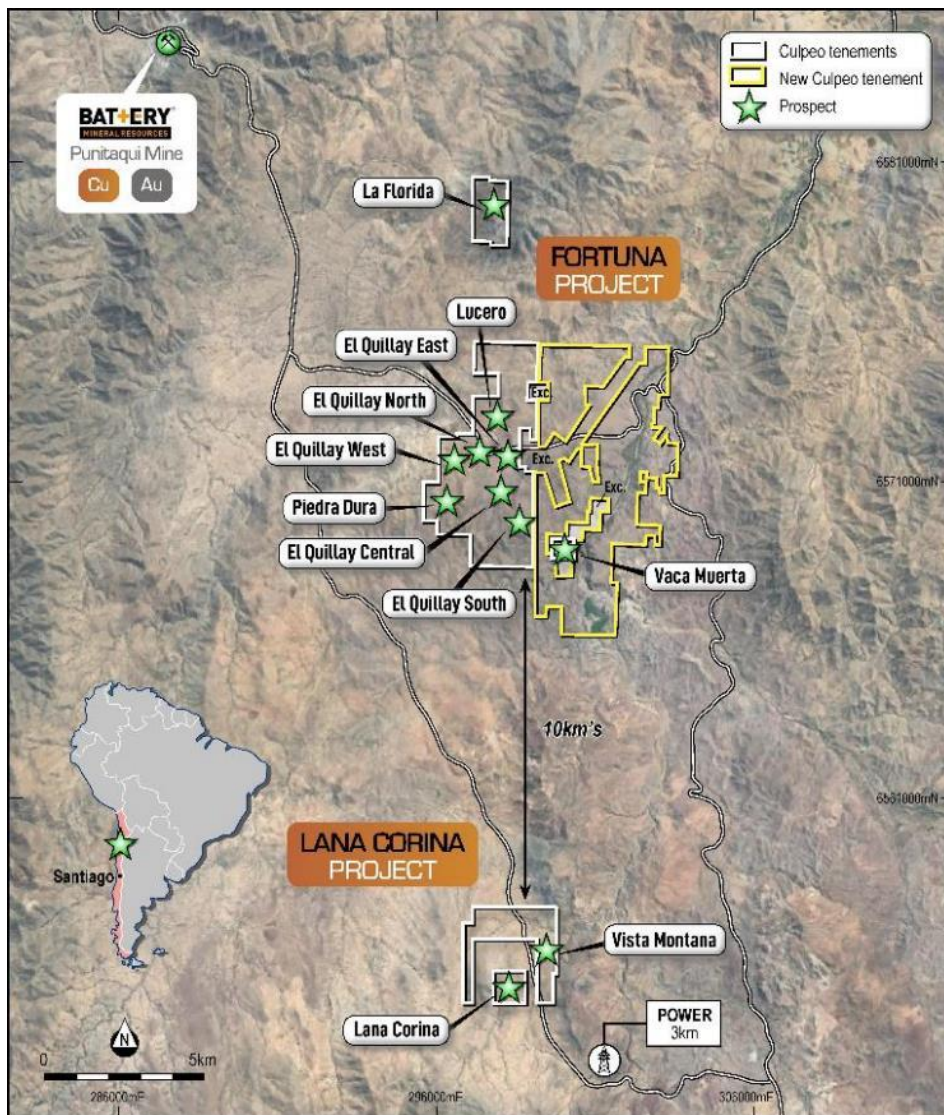 Culpeo tenements
New Culpeo tenement
Prospect
BATTERY
MINERAL RESOURCES
Punitaqui Mine
Cu
Au
6581000mN
La Florida
FORTUNA
PROJECT
Lucero
El Quillay East
El Quillay North
El Quillay West
Piedra Dura
El Quillay Central
El Quillay South
Exc.
Exc.
Exc.
6571000mN
Vaca Muerta
10km's
6561000mN
LANA CORINA
PROJECT
Santiago
Vista Montana
Lana Corina
POWER
3km
N
0
5km
286000mE
296000mE
306000mE